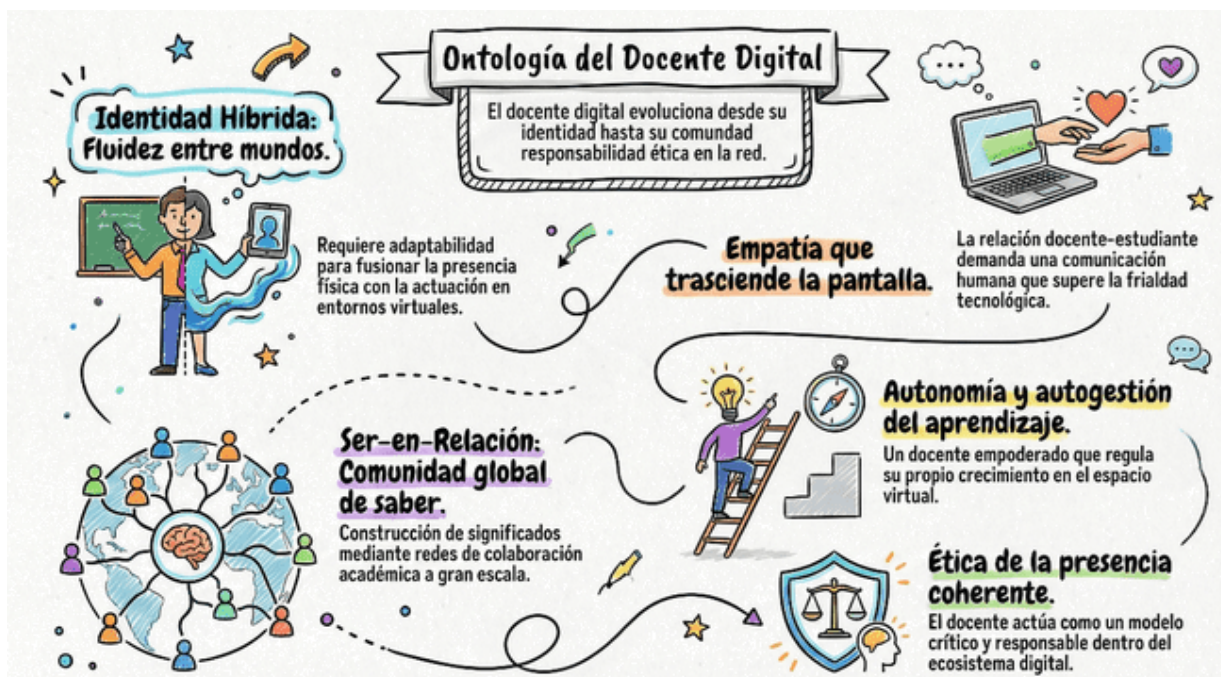 Ontología del Docente Digital
El docente digital evoluciona desde su
identidad hasta su comundad
responsabilidad ética en la red.
Identidad Híbrida:
Fluidez entre mundos.
Requiere adaptabilidad
para fusionar la presencia
física con la actuación en
entornos virtuales.
Empatía que
trasciende la pantalla.
La relación docente-estudiante
demanda una comunicación
humana que supere la frialdad
tecnológica.
Autonomía y autogestión
del aprendizaje.
Un docente empoderado que regula
su propio crecimiento en el espacio
virtual.
Ser-en-Relación:
Comunidad global
de saber.
Construcción de significados
mediante redes de colaboración
académica a gran escala.
Ética de la presencia
coherente.
El docente actúa como un modelo
crítico y responsable dentro del
ecosistema digital.